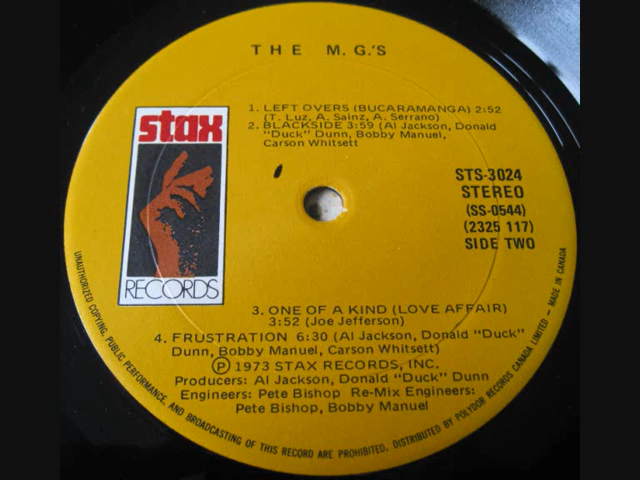 THE M.G.'S
1. LEFT OVERS (BUCARAMANGA) 2:52
(T. Luz, A. Sainz, A. Serrano)
2. BLACKSIDE 3:59 (Al Jackson, Donald
"Duck" Dunn, Bobby Manuel,
Carson Whitsett
stax
RECORDS
STS-3024
STEREO
(SS-0544)
(2325 117)
SIDE TWO
3. ONE OF A KIND (LOVE AFFAIR)
3:52 (Joe Jefferson)
4. FRUSTRATION 6:30 (Al Jackson, Donald "Duck"
Dunn, Bobby Manuel, Carson Whitsett)
Ⓟ 1973 STAX RECORDS, INC.
Producers: Al Jackson, Donald "Duck" Dunn
Engineers: Pete Bishop Re-Mix Engineers:
Pete Bishop, Bobby Manuel
UNAUTHORIZED COPYING, PUBLIC PERFORMANCE, AND BROADCASTING OF THIS RECORD ARE PROHIBITED. DISTRIBUTED BY POLYDOR RECORDS CANADA LIMITED – MADE IN CANADA